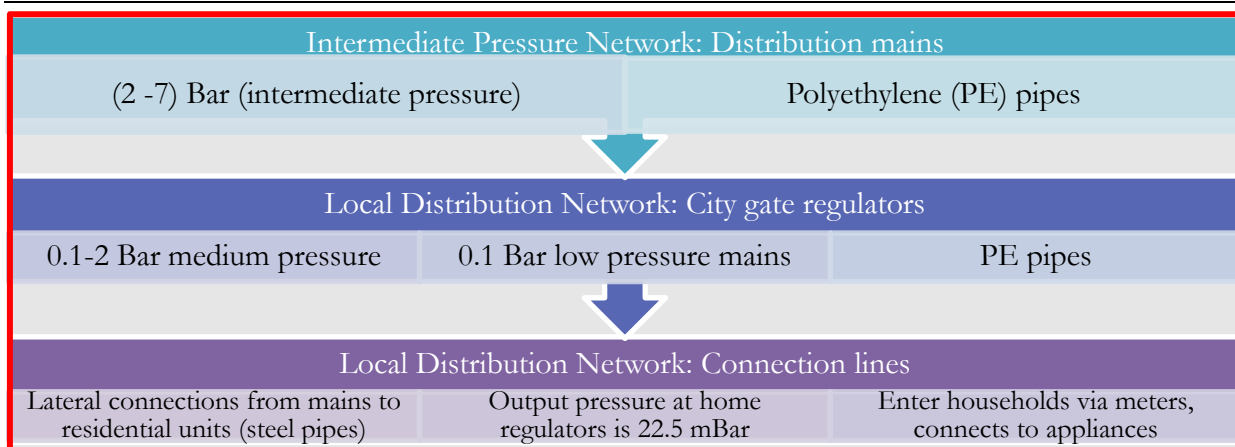 Intermediate Pressure Network: Distribution mains
(2 -7) Bar (intermediate pressure)
Polyethylene (PE) pipes
Local Distribution Network: City gate regulators
0.1-2 Bar medium pressure
0.1 Bar low pressure mains
PE pipes
Local Distribution Network: Connection lines
Lateral connections from mains to
residential units (steel pipes)
Output pressure at home
regulators is 22.5 mBar
Enter households via meters,
connects to appliances